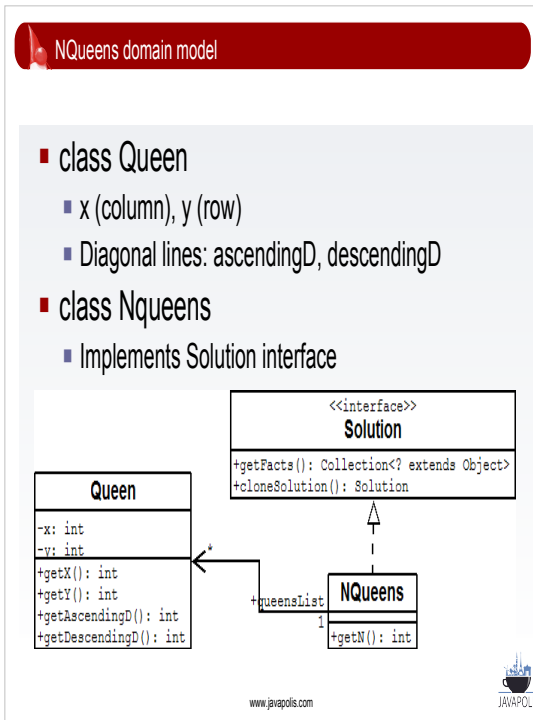 NQueens domain model
class Queen
x (column), y (row)
Diagonal lines: ascendingD, descendingD
class Nqueens
Implements Solution interface
<<interface>>
Solution
+getFacts(): Collection<? extends Object>
+cloneSolution(): Solution
Queen
-x: int
-y: int
+getX(): int
+getY(): int
+getAscendingD(): int
+getDescendingD(): int
*
+queensList
1
NQueens
+getN(): int
www.javapolis.com
JAVAPOL